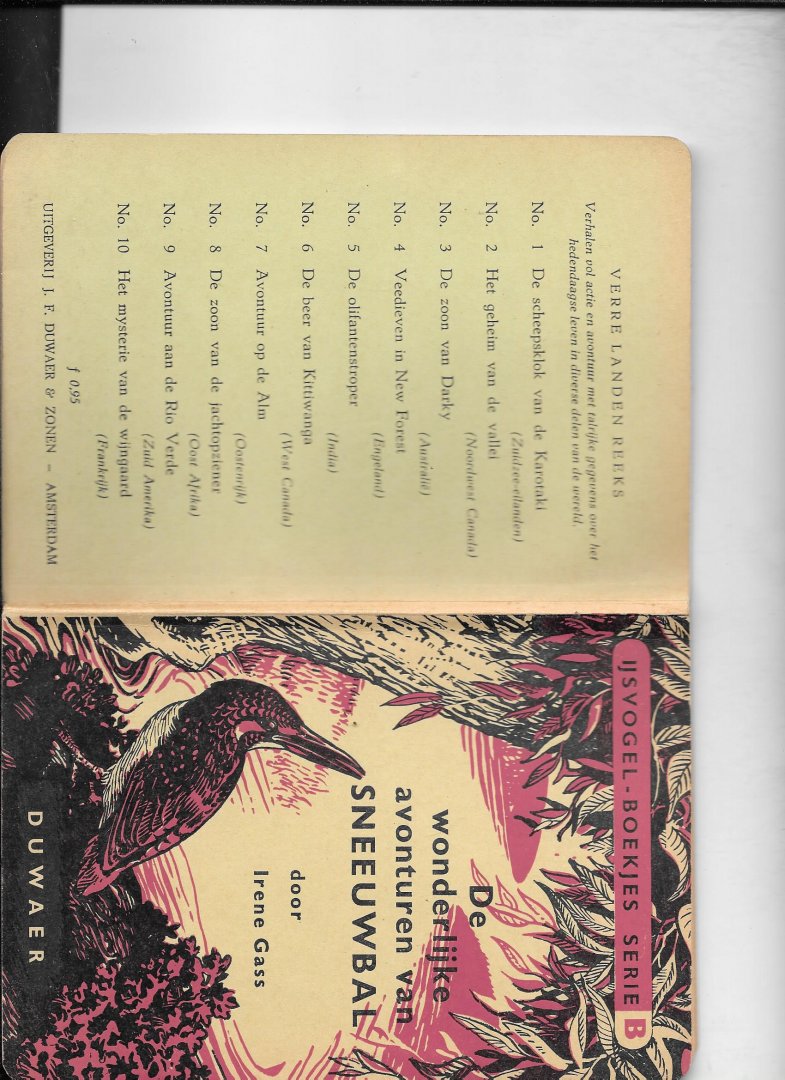 VERRE LANDEN REEKS
Verhalen vol actie en avontuur met talrijke gegevens over het
hedendaagse leven in diverse delen van de wereld.
No. 1 De scheepsklok van de Karotaki
(Zuidzee-eilanden)
No. 2 Het geheim van de vallei
(Noordwest Canada)
No. 3 De zoon van Darky
(Australië)
No. 4 Veedieven in New Forest
(Engeland)
No. 5 De olifantenstroper
(India)
No. 6 De beer van Kittiwanga
(West Canada)
No. 7 Avontuur op de Alm
(Oostenrijk)
No. 8 De zoon van de jachtopziener
(Oost Afrika)
No. 9 Avontuur aan de Rio Verde
(Zuid Amerika)
No. 10 Het mysterie van de wijngaard
(Frankrijk)
ƒ 0,95
UITGEVERIJ J. F. DUWAER & ZONEN – AMSTERDAM
IJSVOGEL-BOEKJES SERIE B
De
wonderlijke
avonturen van
SNEEUWBAL
door
Irene Gass
DUWAER